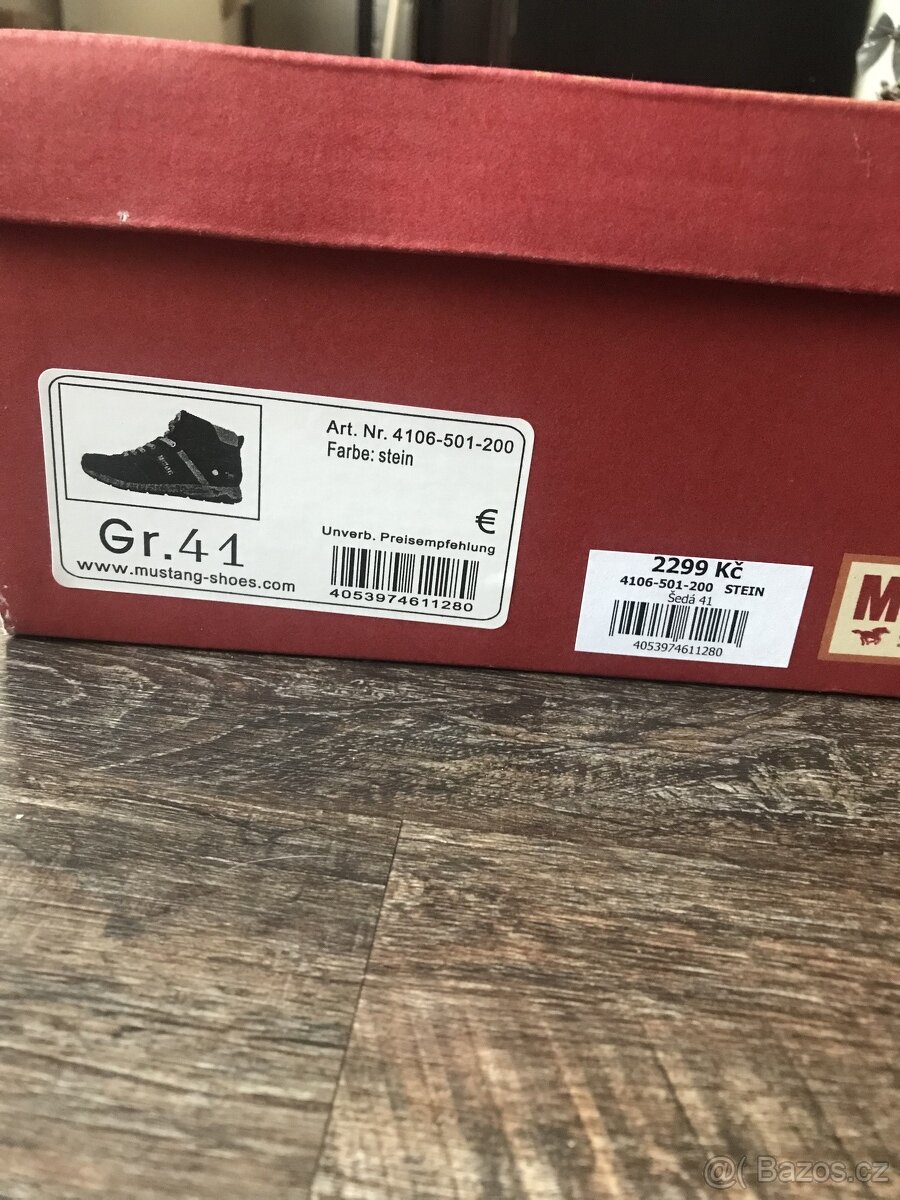 Art. Nr. 4106-501-200
Farbe: stein
€
Unverb. Preisempfehlung
4053974611280
Gr.41
www.mustang-shoes.com
2299 Kč
4106-501-200 STEIN
Šedá 41
4053974611280
M
@( Bazos.cz